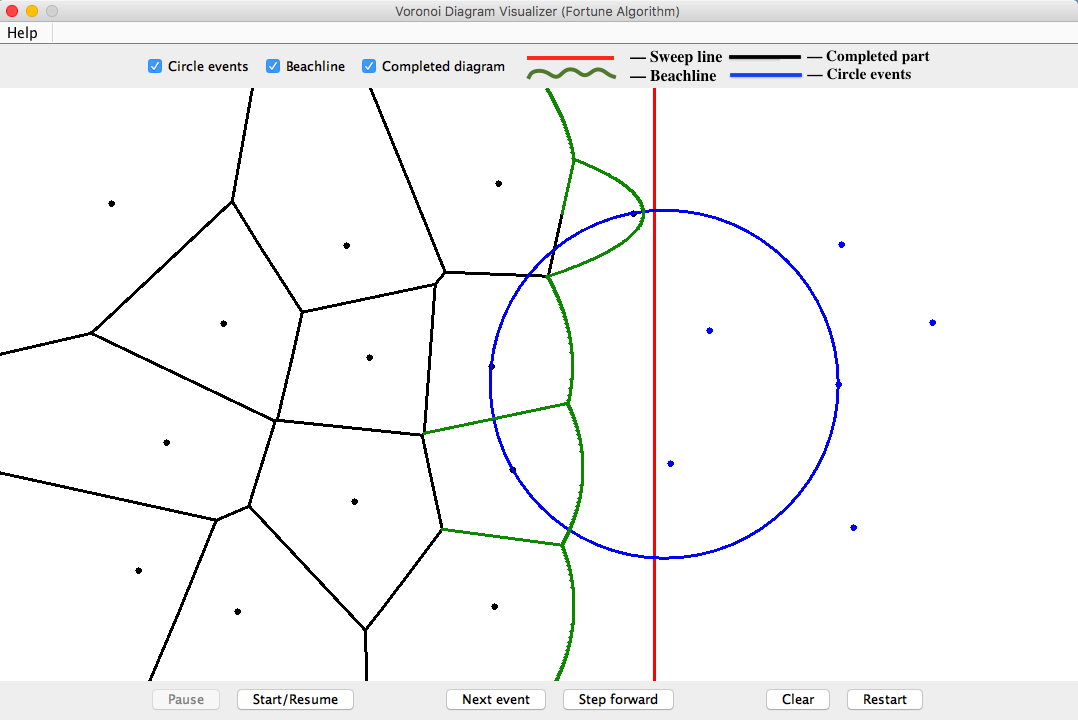 Voronoi Diagram Visualizer (Fortune Algorithm)
Help
Circle events Beachline Completed diagram — Sweep line — Completed part
— Beachline — Circle events
Pause Start/Resume Next event Step forward Clear Restart